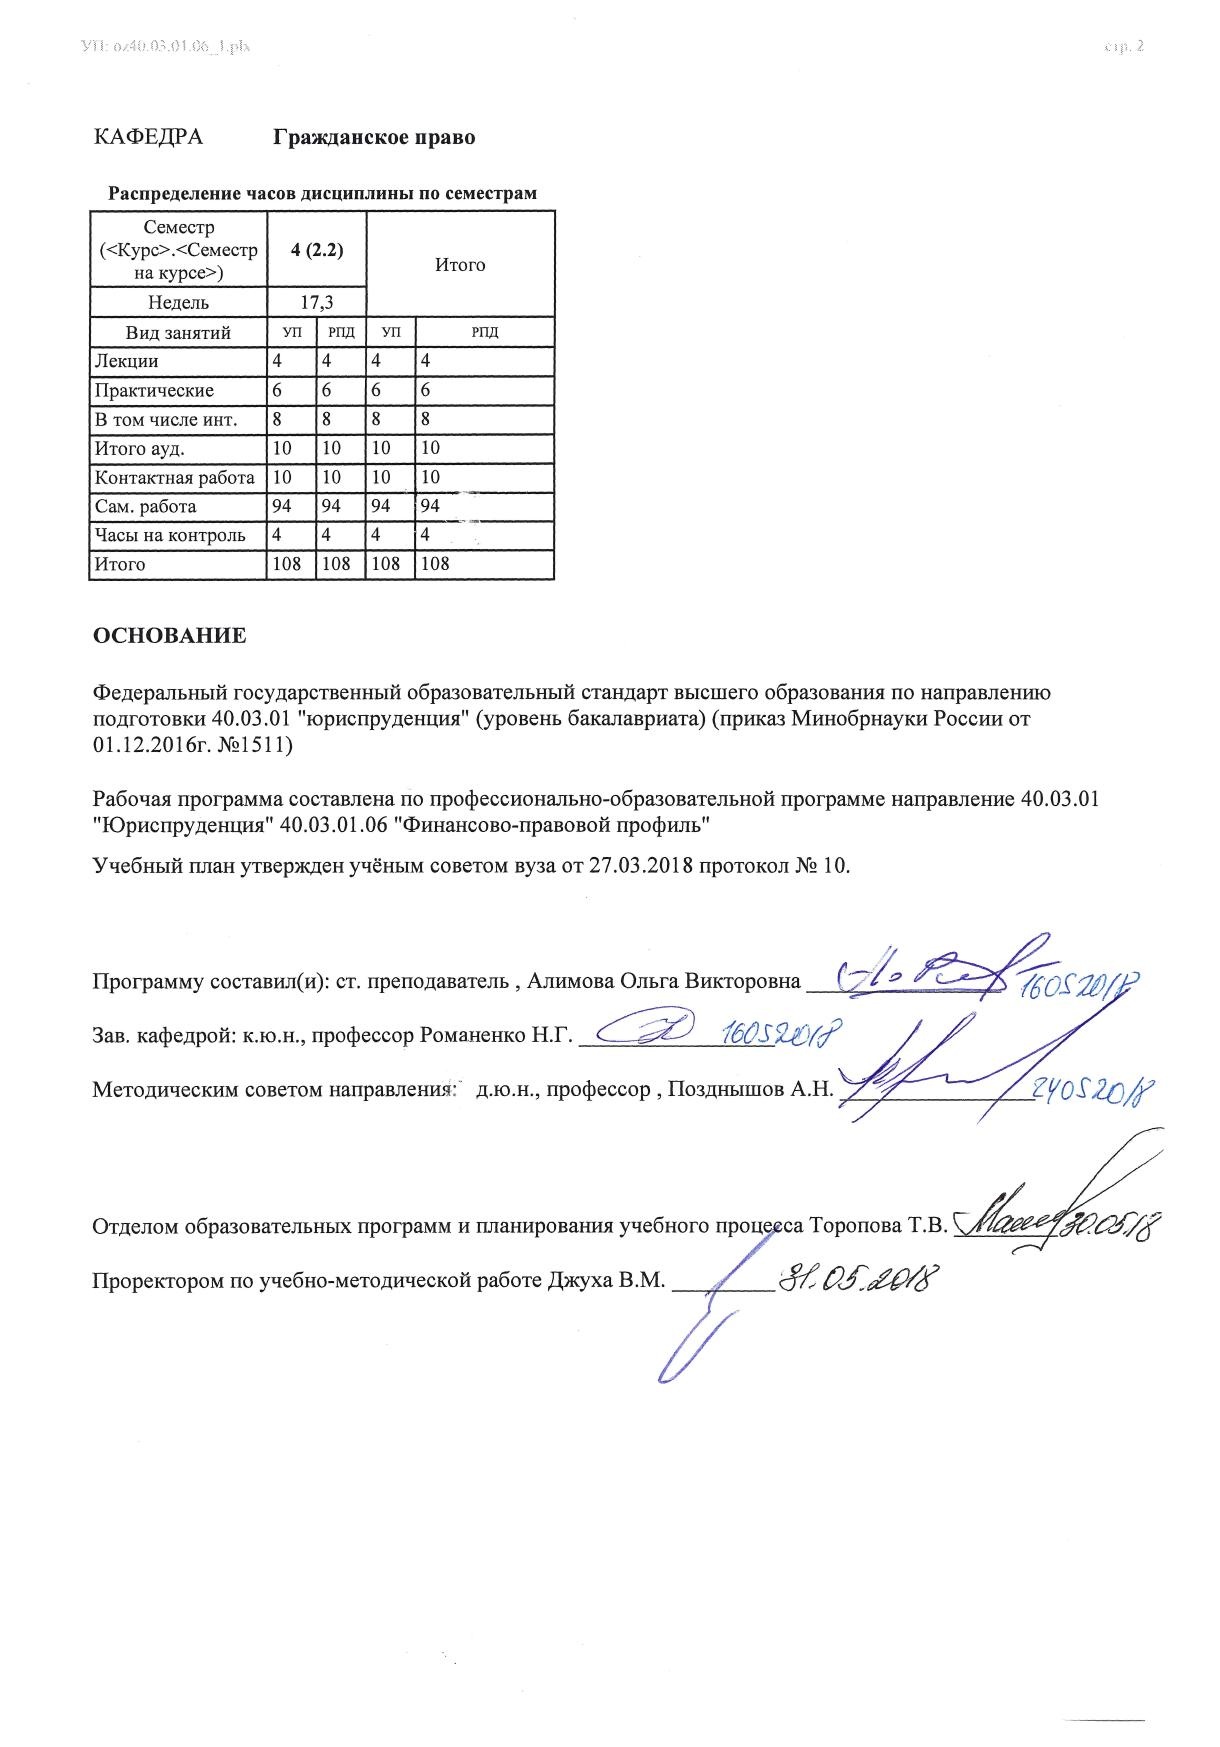 УП: oz40.03.01.06_1.plx стр. 2
КАФЕДРА Гражданское право
Распределение часов дисциплины по семестрам
Семестр
(<Курс>.<Семестр
на курсе>)
4 (2.2)
Итого
Недель 17,3
Вид занятий УП РПД УП РПД
Лекции 4 4 4 4
Практические 6 6 6 6
В том числе инт. 8 8 8 8
Итого ауд. 10 10 10 10
Контактная работа 10 10 10 10
Сам. работа 94 94 94 94
Часы на контроль 4 4 4 4
Итого 108 108 108 108
ОСНОВАНИЕ
Федеральный государственный образовательный стандарт высшего образования по направлению
подготовки 40.03.01 "юриспруденция" (уровень бакалавриата) (приказ Минобрнауки России от
01.12.2016г. №1511)
Рабочая программа составлена по профессионально-образовательной программе направление 40.03.01
"Юриспруденция" 40.03.01.06 "Финансово-правовой профиль"
Учебный план утвержден учёным советом вуза от 27.03.2018 протокол № 10.
Программу составил(и): ст. преподаватель , Алимова Ольга Викторовна 16052018
Зав. кафедрой: к.ю.н., профессор Романенко Н.Г. 16052018
Методическим советом направления: д.ю.н., профессор , Позднышов А.Н. 24052018
Отделом образовательных программ и планирования учебного процесса Торопова Т.В. 30.05.18
Проректором по учебно-методической работе Джуха В.М. 31.05.2018